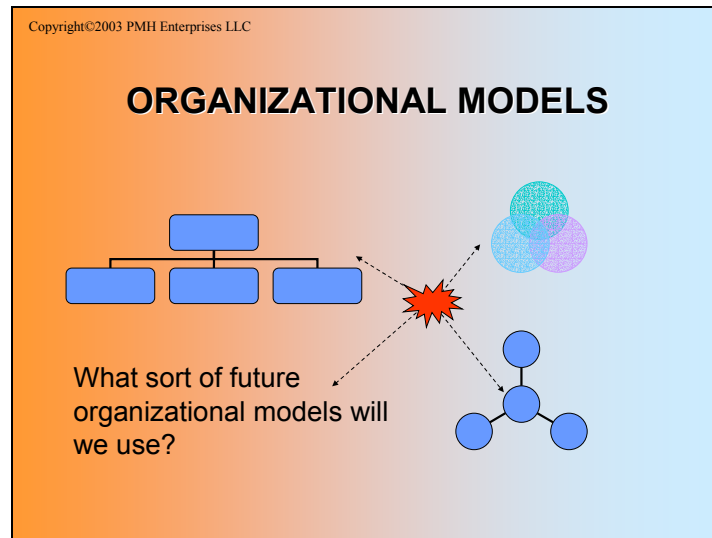 Copyright©2003 PMH Enterprises LLC
ORGANIZATIONAL MODELS
What sort of future
organizational models will
we use?